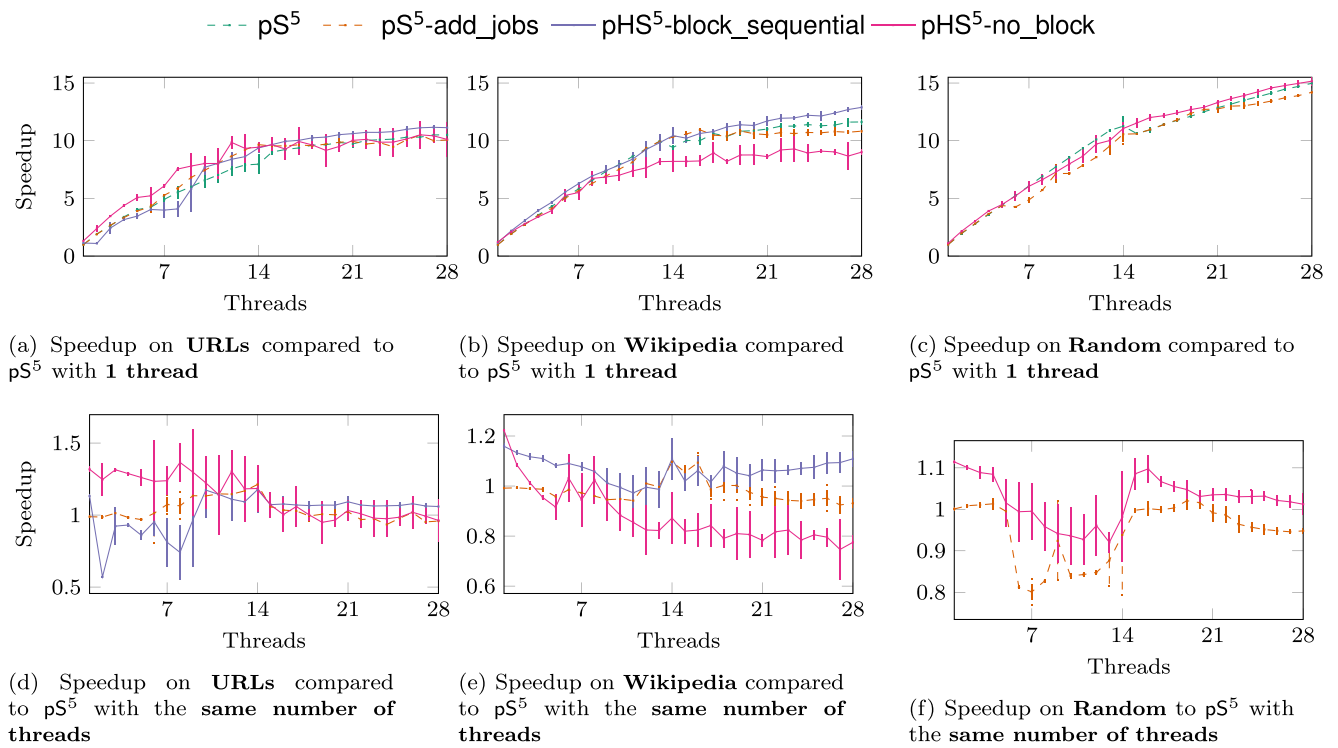 pS⁵ pS⁵-add_jobs pHS⁵-block_sequential pHS⁵-no_block
15
10
5
0
Speedup
7 14 21 28
Threads
(a) Speedup on URLs compared to
pS⁵ with 1 thread
15
10
5
0
7 14 21 28
Threads
(b) Speedup on Wikipedia compared
to pS⁵ with 1 thread
15
10
5
0
7 14 21 28
Threads
(c) Speedup on Random compared to
pS⁵ with 1 thread
1.5
1
0.5
Speedup
7 14 21 28
Threads
(d) Speedup on URLs compared
to pS⁵ with the same number of
threads
1.2
1
0.8
0.6
7 14 21 28
Threads
(e) Speedup on Wikipedia compared
to pS⁵ with the same number of
threads
1.1
1
0.9
0.8
7 14 21 28
Threads
(f) Speedup on Random to pS⁵ with
the same number of threads